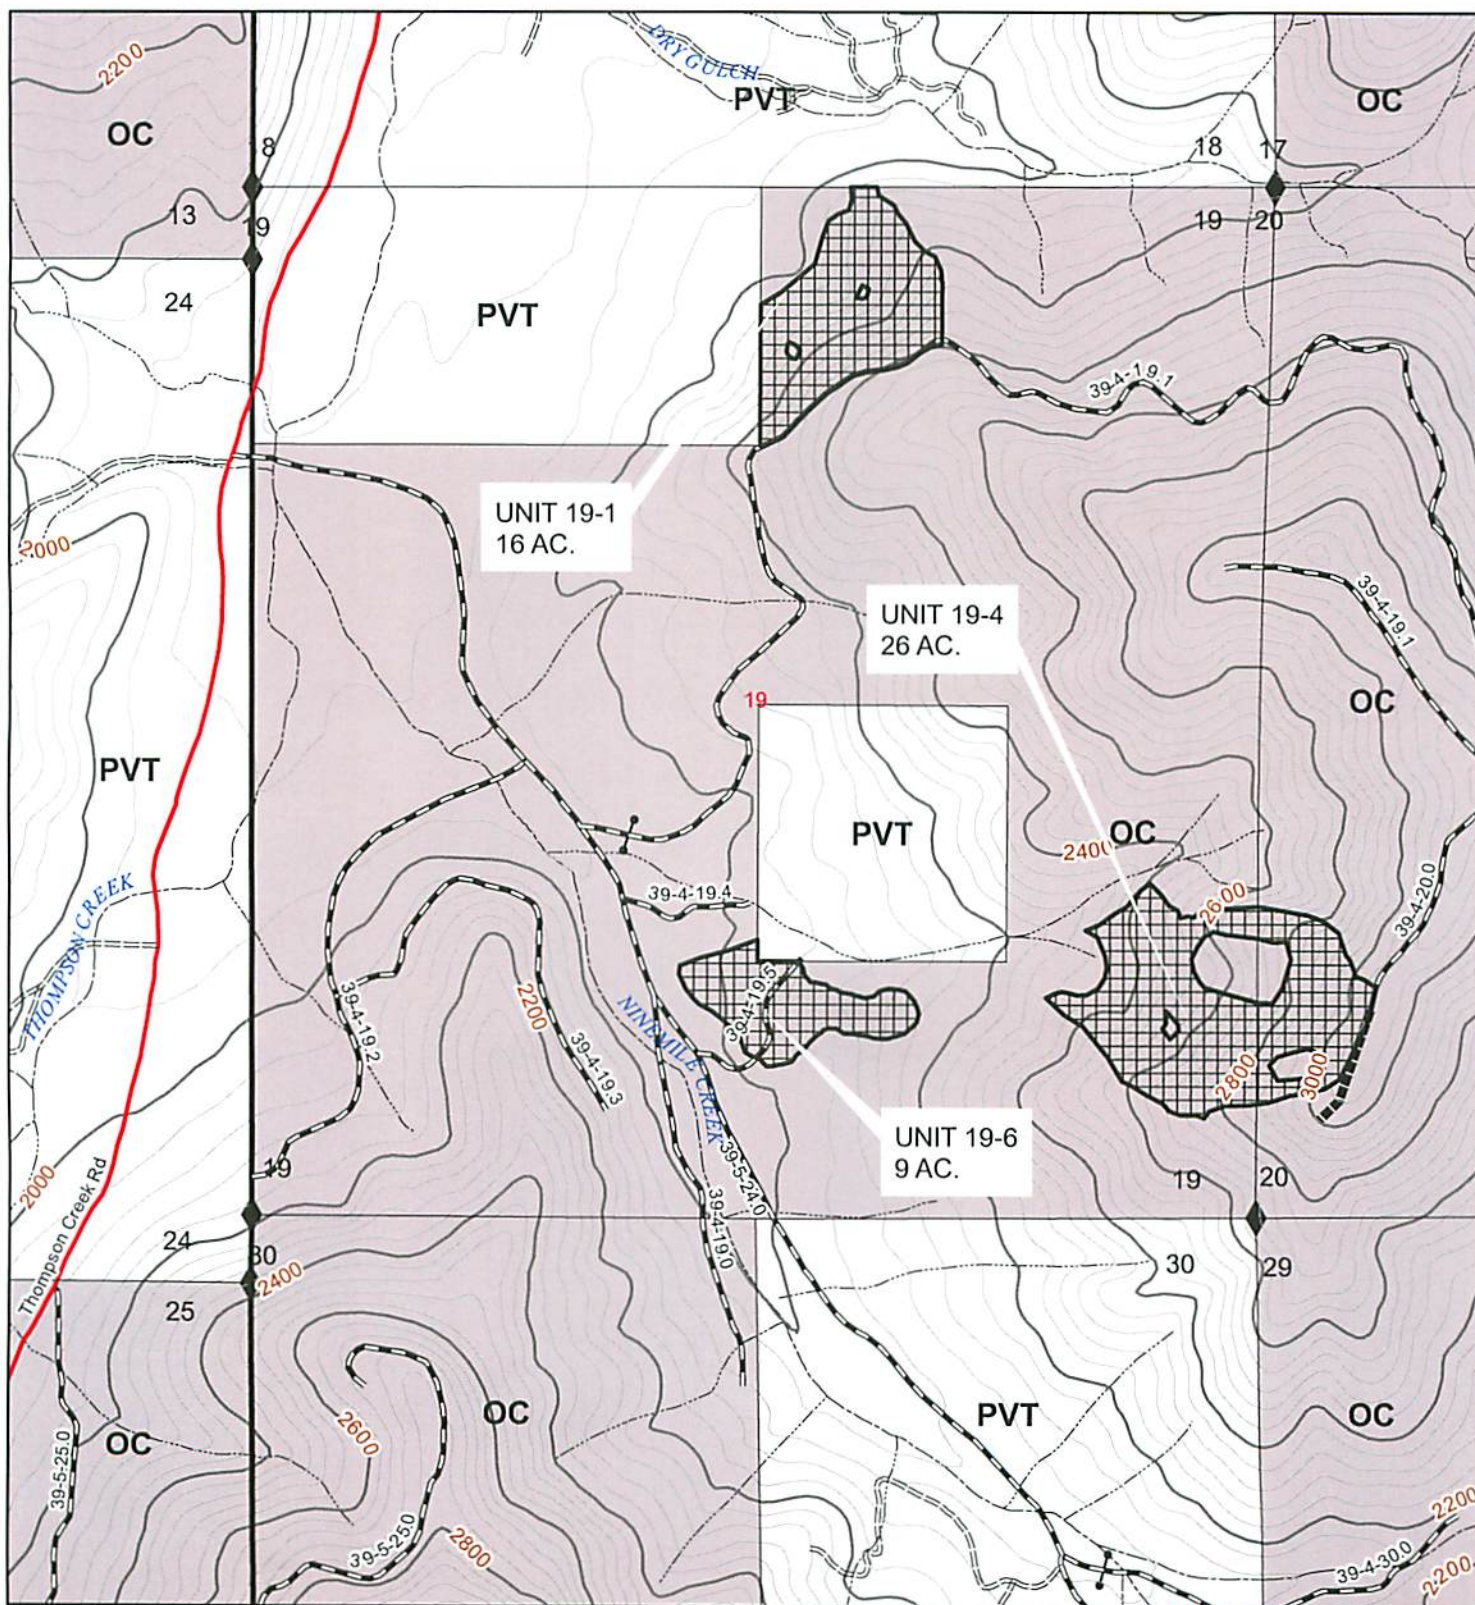 2200
DRY GULCH
PVT
OC
OC
18
18
17
13
19
19
20
24
PVT
PVT
39-4-19.1
UNIT 19-1
16 AC.
2000
39-4-19.1
UNIT 19-4
26 AC.
19
OC
PVT
PVT
OC
2400
THOMPSON CREEK
39-4-19.4
2600
39-4-20.0
39-4-19.2
2200
39-4-19.3
NINEMILE CREEK
39-4-19.5
2800
3000
UNIT 19-6
9 AC.
2000
Thompson Creek Rd
19
39-5-24.0
39-4-19.0
19
20
24
30
2400
30
29
25
OC
2600
OC
PVT
OC
39-5-25.0
39-5-25.0
2800
39-4-30.0
2200
2200